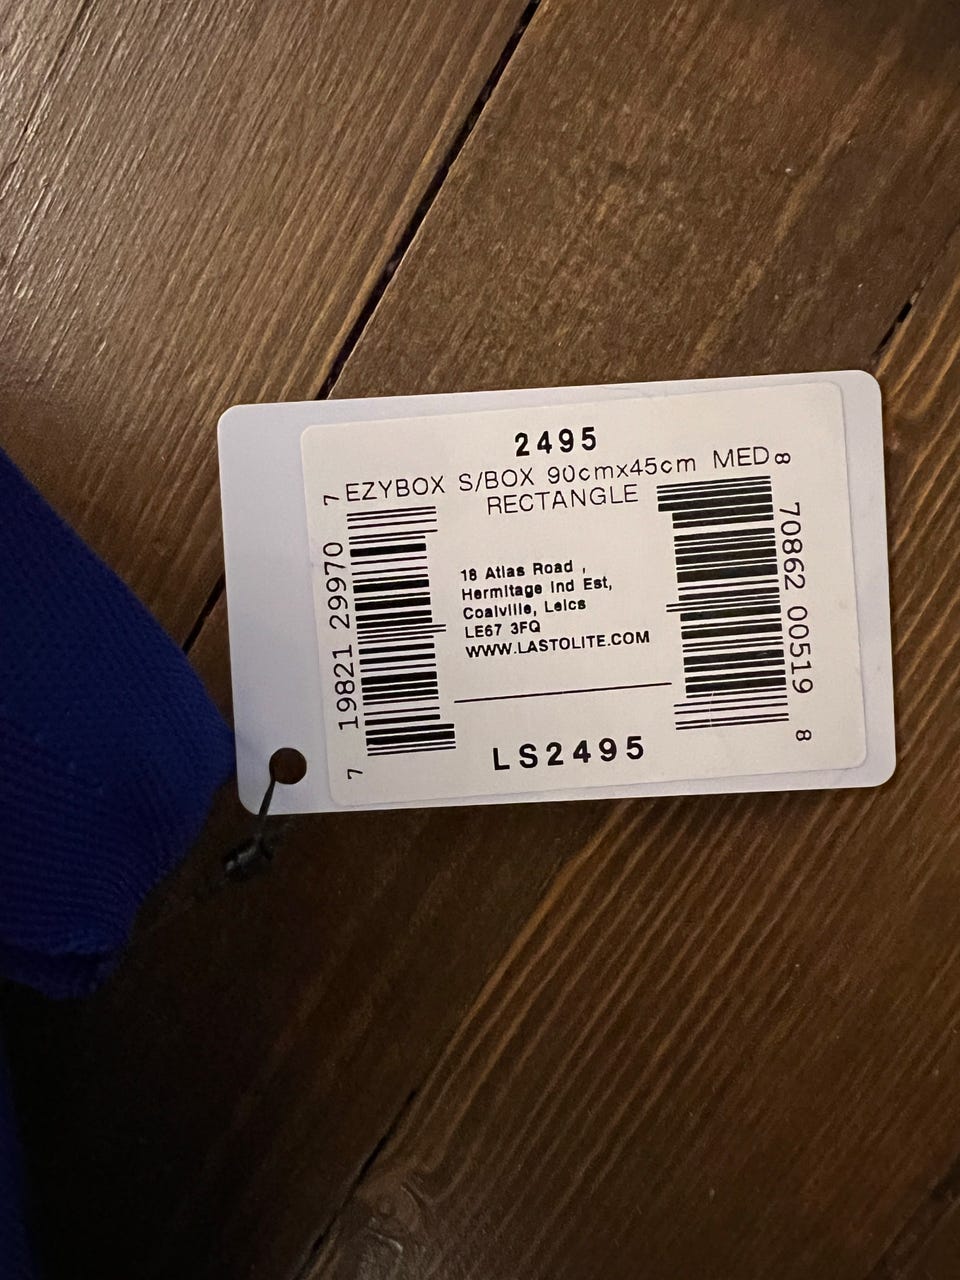 2495
EZYBOX S/BOX 90cmx45cm MED
RECTANGLE
18 Atlas Road ,
Hermitage Ind Est,
Coalville, Leics
LE67 3FQ
WWW.LASTOLITE.COM
LS2495
7 19821 29970 7
8 70862 00519 8